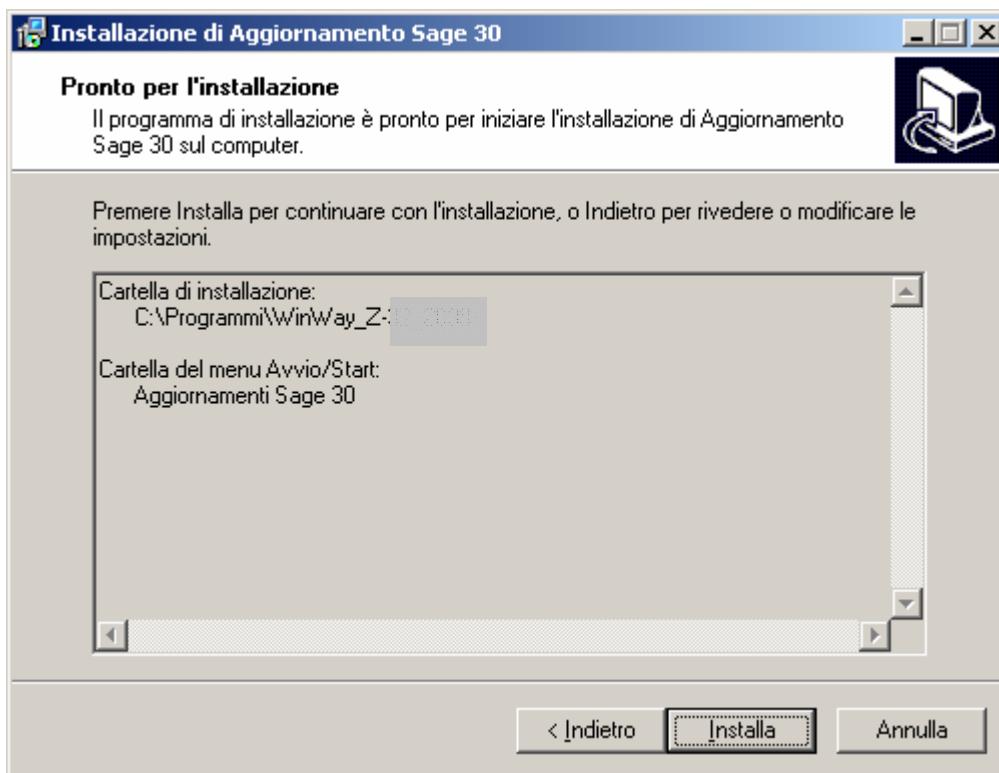 Installazione di Aggiornamento Sage 30
Pronto per l'installazione
Il programma di installazione è pronto per iniziare l'installazione di Aggiornamento
Sage 30 sul computer.
Premere Installa per continuare con l'installazione, o Indietro per rivedere o modificare le
impostazioni.
Cartella di installazione:
C:\Programmi\WinWay_Z-
Cartella del menu Avvio/Start:
Aggiornamenti Sage 30
< Indietro
Installa
Annulla